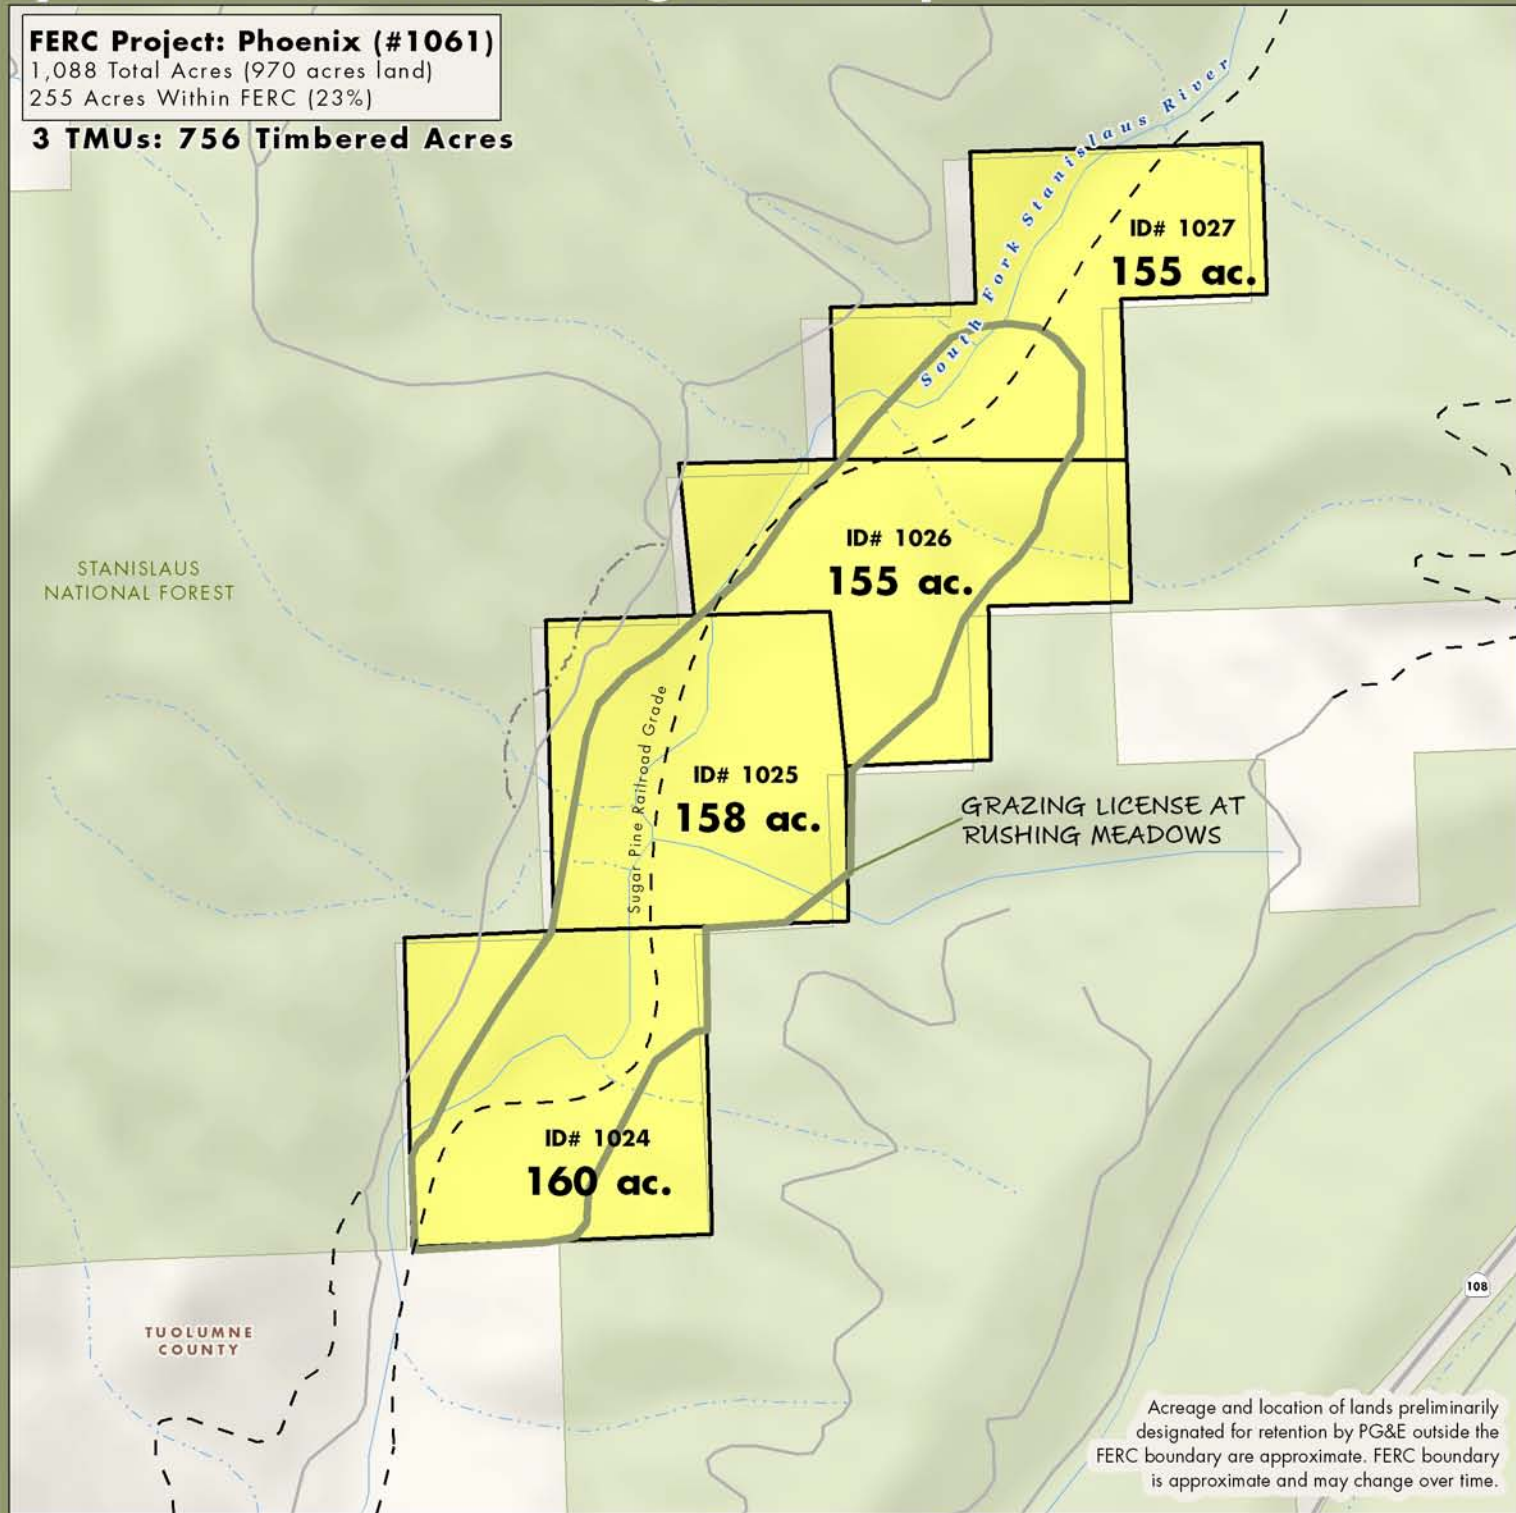 FERC Project: Phoenix (#1061)
1,088 Total Acres (970 acres land)
255 Acres Within FERC (23%)
3 TMUs: 756 Timbered Acres
South Fork Stanislaus River
ID# 1027
155 ac.
ID# 1026
155 ac.
STANISLAUS
NATIONAL FOREST
Sugar Pine Railroad Grade
ID# 1025
158 ac.
GRAZING LICENSE AT
RUSHING MEADOWS
ID# 1024
160 ac.
108
TUOLUMNE
COUNTY
Acreage and location of lands preliminarily
designated for retention by PG&E outside the
FERC boundary are approximate. FERC boundary
is approximate and may change over time.